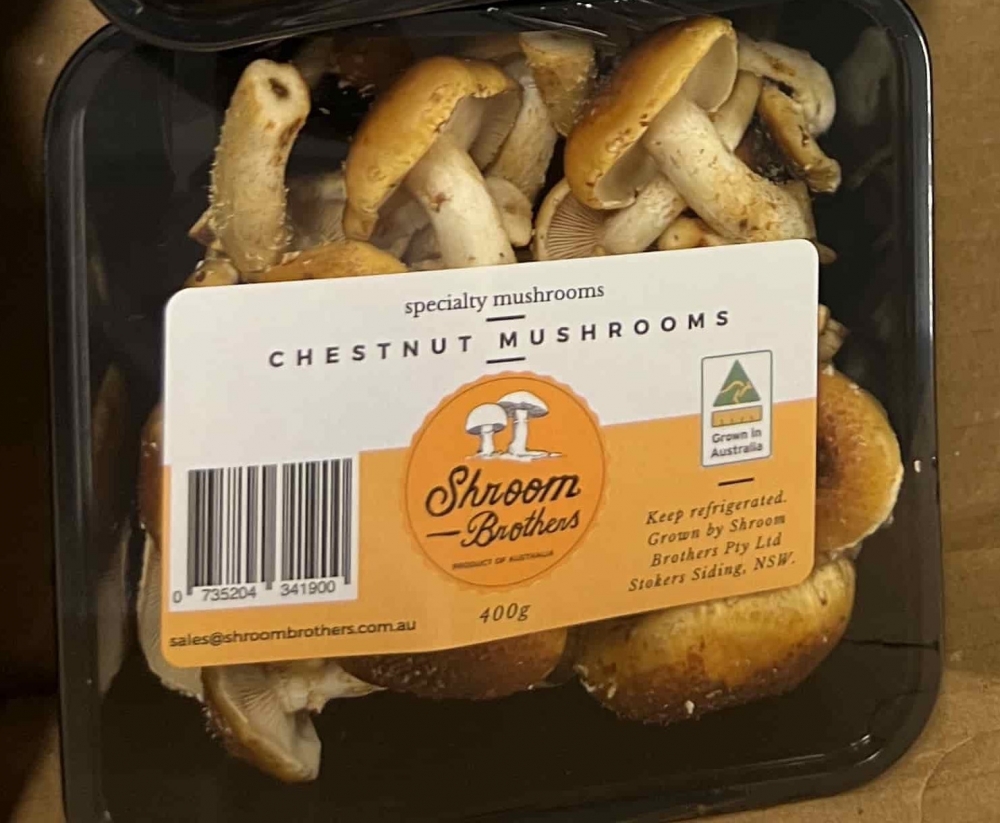 specialty mushrooms
CHESTNUT MUSHROOMS
Grown in
Australia
Shroom
Brothers
PRODUCT OF AUSTRALIA
Keep refrigerated.
Grown by Shroom
Brothers Pty Ltd
Stokers Siding, NSW.
0 735204 341900
400g
sales@shroombrothers.com.au